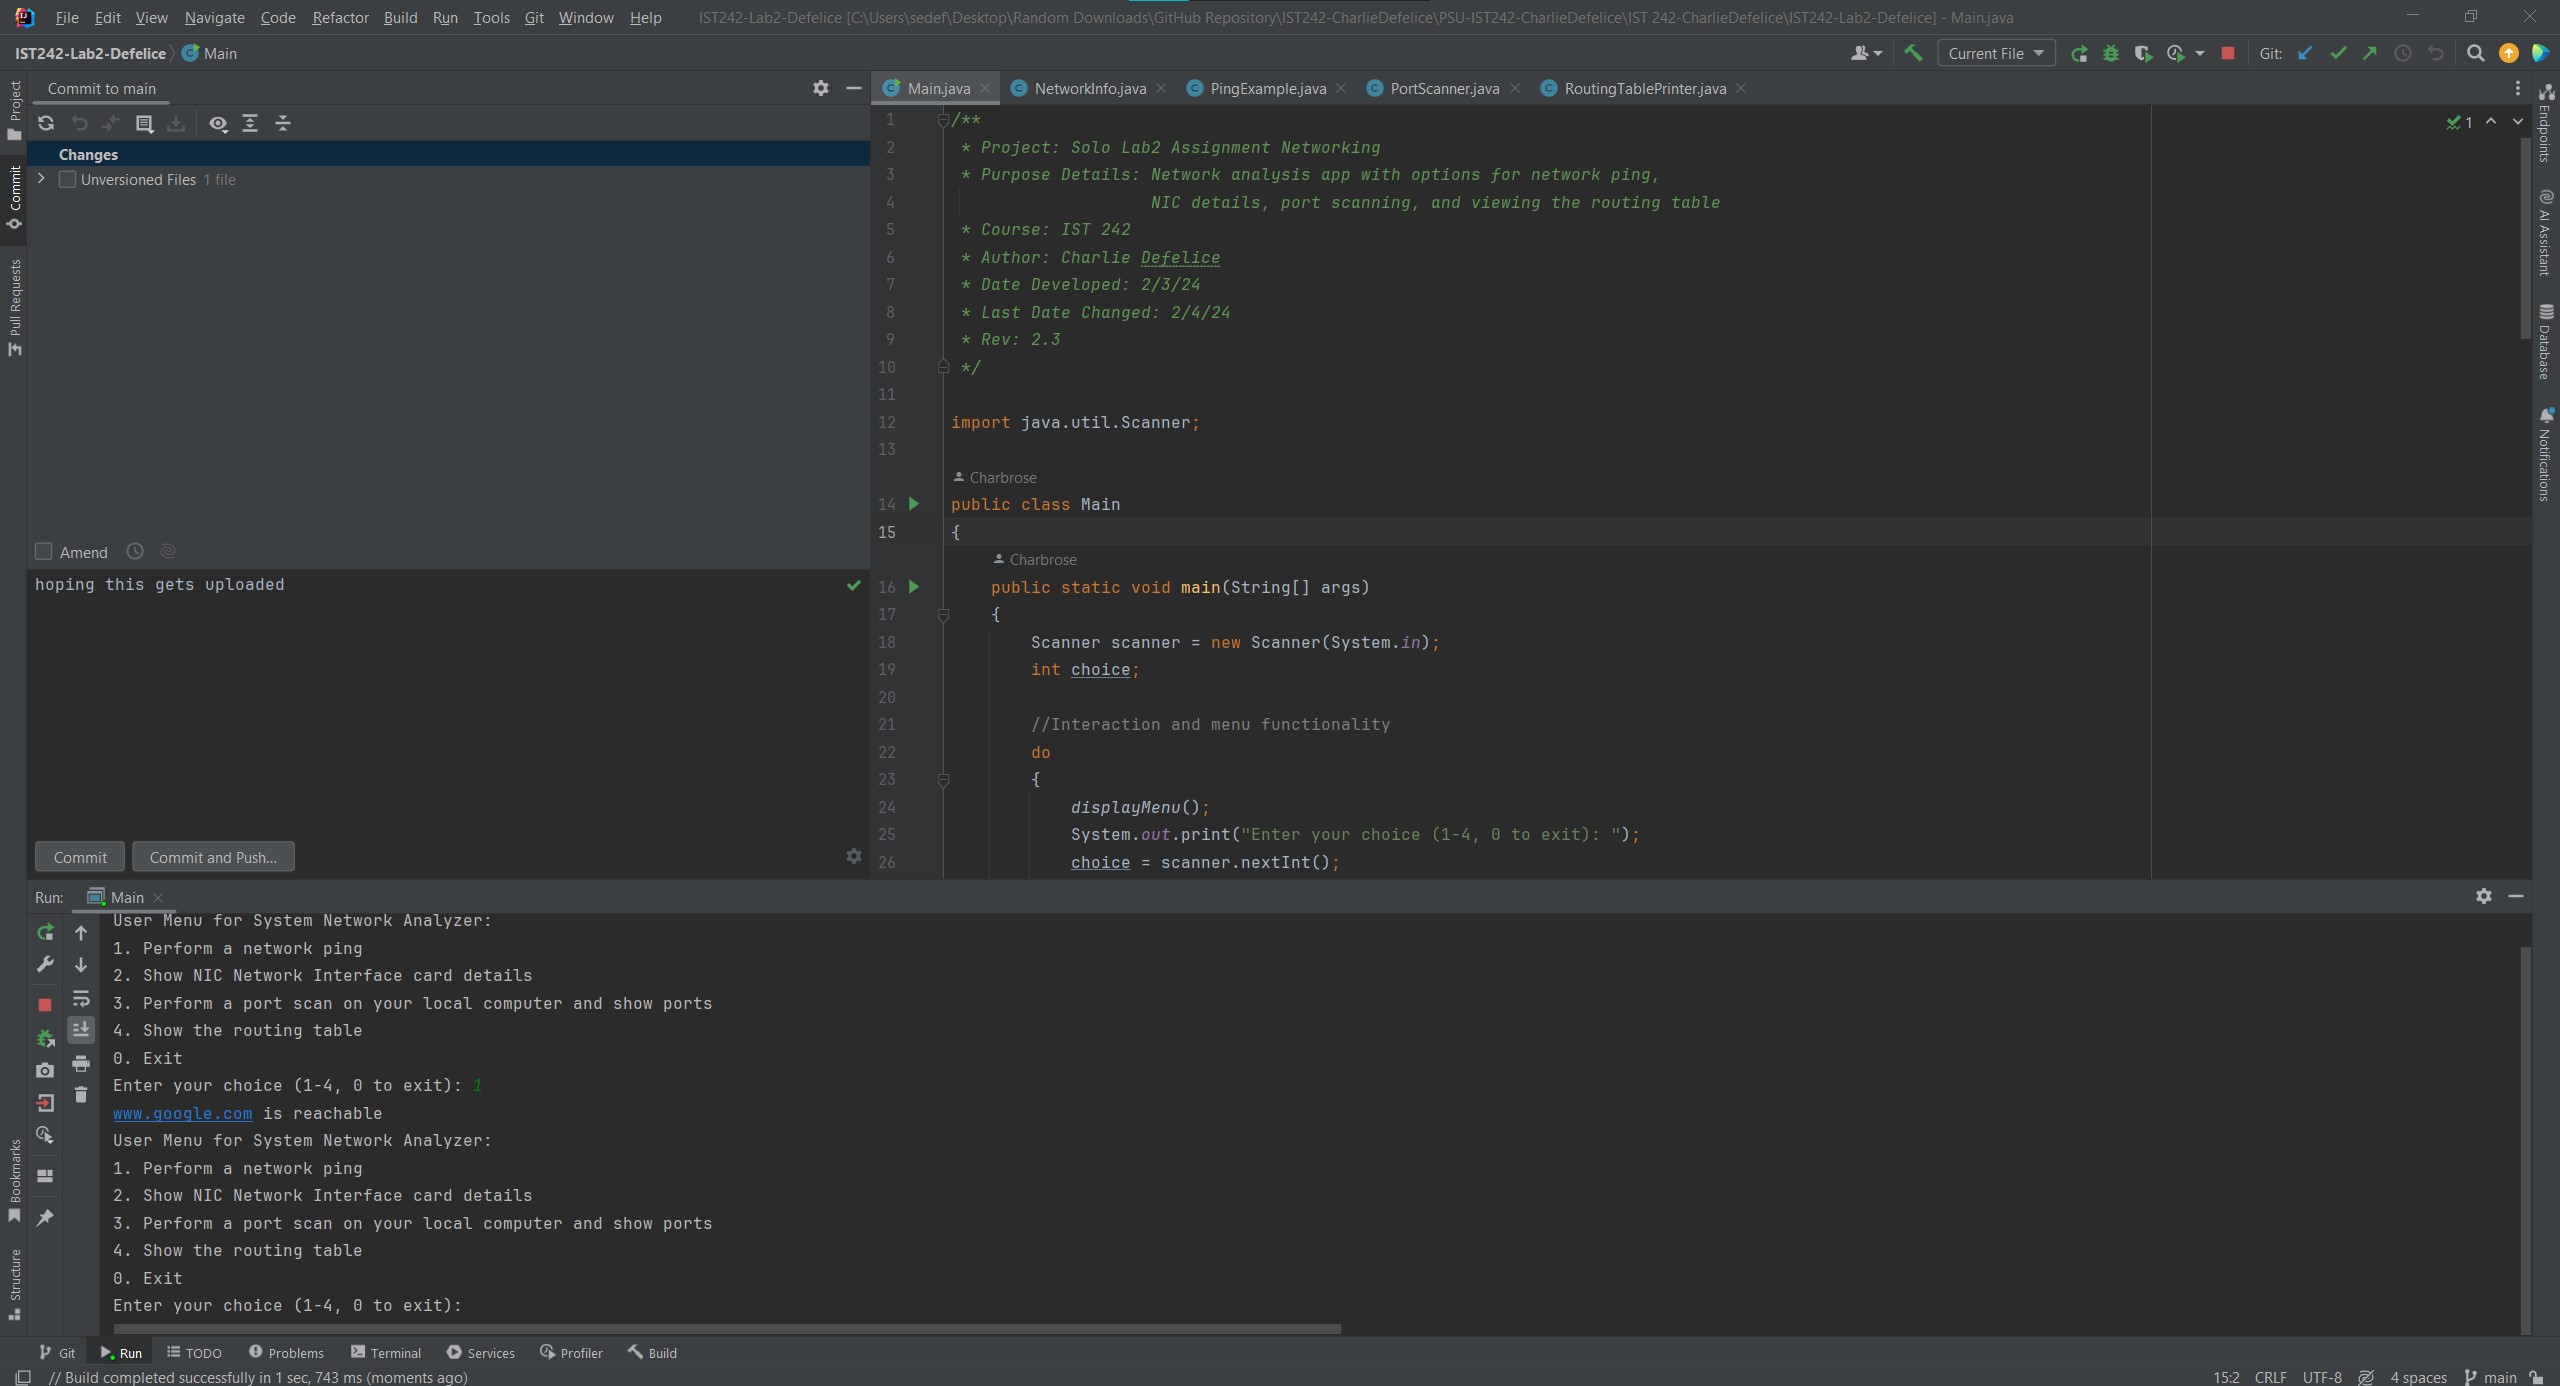 File Edit View Navigate Code Refactor Build Run Tools Git Window Help IST242-Lab2-Defelice [C:\Users\sedef\Desktop\Random Downloads\GitHub Repository\IST242-CharlieDefelice\PSU-IST242-CharlieDefelice\IST 242-CharlieDefelice\IST242-Lab2-Defelice] - Main.java
IST242-Lab2-Defelice Main Current File Git:
Commit to main
Main.java NetworkInfo.java PingExample.java PortScanner.java RoutingTablePrinter.java
Project
Commit
Pull Requests
Changes
Unversioned Files 1 file
Amend
hoping this gets uploaded
Commit Commit and Push...
1 /**
2 * Project: Solo Lab2 Assignment Networking
3 * Purpose Details: Network analysis app with options for network ping,
4 NIC details, port scanning, and viewing the routing table
5 * Course: IST 242
6 * Author: Charlie Defelice
7 * Date Developed: 2/3/24
8 * Last Date Changed: 2/4/24
9 * Rev: 2.3
10 */
11
12 import java.util.Scanner;
13
Charbrose
14 public class Main
15 {
Charbrose
16 public static void main(String[] args)
17 {
18 Scanner scanner = new Scanner(System.in);
19 int choice;
20
21 //Interaction and menu functionality
22 do
23 {
24 displayMenu();
25 System.out.print("Enter your choice (1-4, 0 to exit): ");
26 choice = scanner.nextInt();
1
Endpoints
AI Assistant
Database
Notifications
Run: Main
User Menu for System Network Analyzer:
1. Perform a network ping
2. Show NIC Network Interface card details
3. Perform a port scan on your local computer and show ports
4. Show the routing table
0. Exit
Enter your choice (1-4, 0 to exit): 1
www.google.com is reachable
User Menu for System Network Analyzer:
1. Perform a network ping
2. Show NIC Network Interface card details
3. Perform a port scan on your local computer and show ports
4. Show the routing table
0. Exit
Enter your choice (1-4, 0 to exit):
Bookmarks
Structure
Git Run TODO Problems Terminal Services Profiler Build
// Build completed successfully in 1 sec, 743 ms (moments ago) 15:2 CRLF UTF-8 4 spaces main